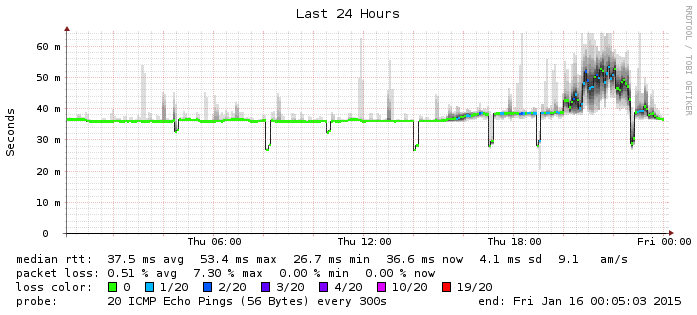 Last 24 Hours
RRDTOOL / TOBI OETIKER
Seconds
60 m
50 m
40 m
30 m
20 m
10 m
0
Thu 06:00 Thu 12:00 Thu 18:00 Fri 00:00
median rtt: 37.5 ms avg 53.4 ms max 26.7 ms min 36.6 ms now 4.1 ms sd 9.1 am/s
packet loss: 0.51 % avg 7.30 % max 0.00 % min 0.00 % now
loss color: 0 1/20 2/20 3/20 4/20 10/20 19/20
probe: 20 ICMP Echo Pings (56 Bytes) every 300s end: Fri Jan 16 00:05:03 2015